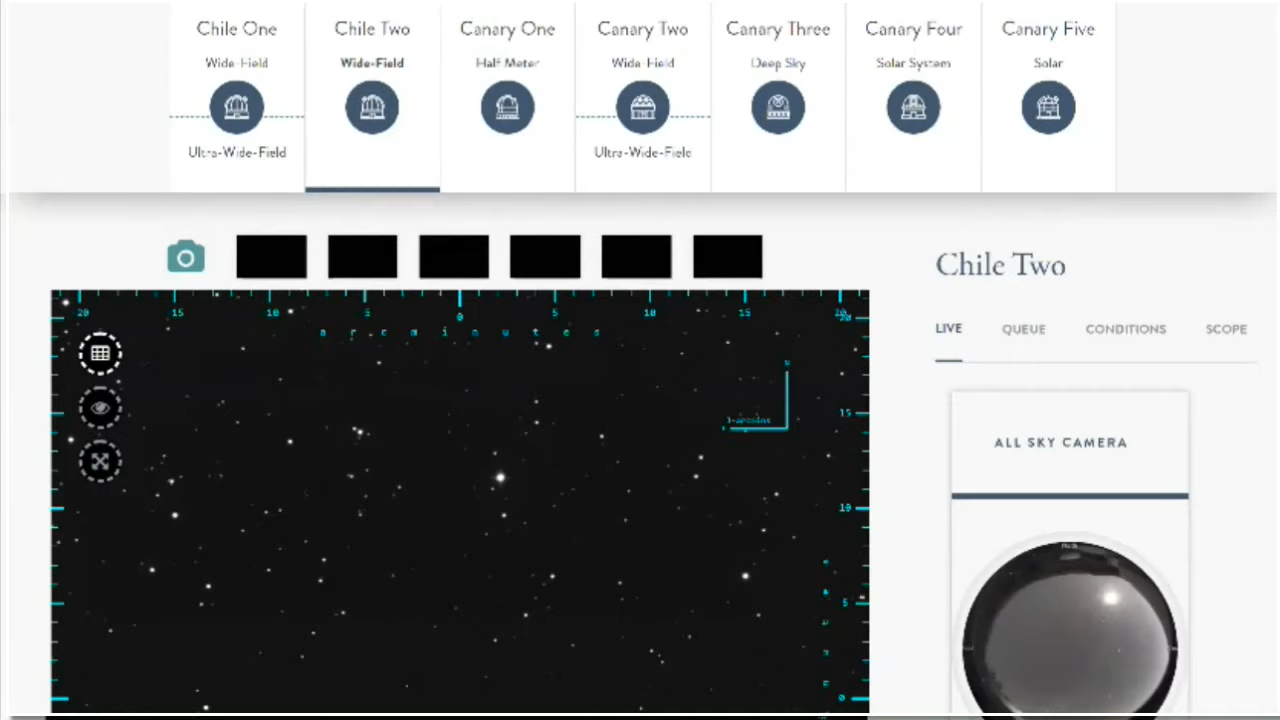 Chile One
Chile Two
Canary One
Canary Two
Canary Three
Canary Four
Canary Five
Wide-Field
Wide-Field
Half Meter
Wide-Field
Deep Sky
Solar System
Solar
Ultra-Wide-Field
Ultra-Wide-Field
Chile Two
LIVE
QUEUE
CONDITIONS
SCOPE
ALL SKY CAMERA
20 15 10 5 0 5 10 15 20
arcminutes
15
10
5
0